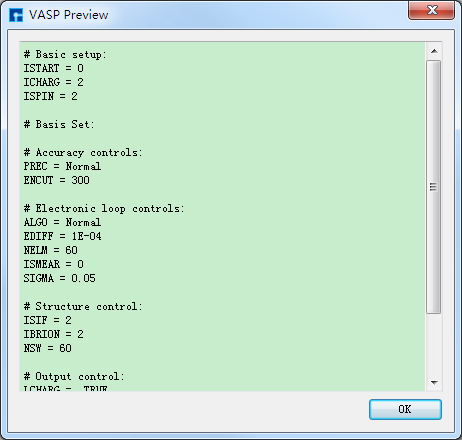 VASP Preview
# Basic setup:
ISTART = 0
ICHARG = 2
ISPIN = 2
# Basis Set:
# Accuracy controls:
PREC = Normal
ENCUT = 300
# Electronic loop controls:
ALGO = Normal
EDIFF = 1E-04
NELM = 60
ISMEAR = 0
SIGMA = 0.05
# Structure control:
ISIF = 2
IBRION = 2
NSW = 60
# Output control:
LCHARG = .TRUE.
OK